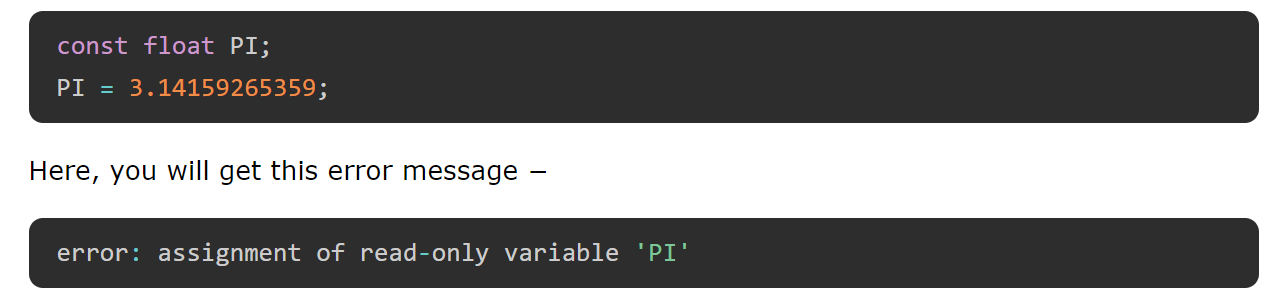 const float PI;
PI = 3.14159265359;
Here, you will get this error message −
error: assignment of read-only variable 'PI'